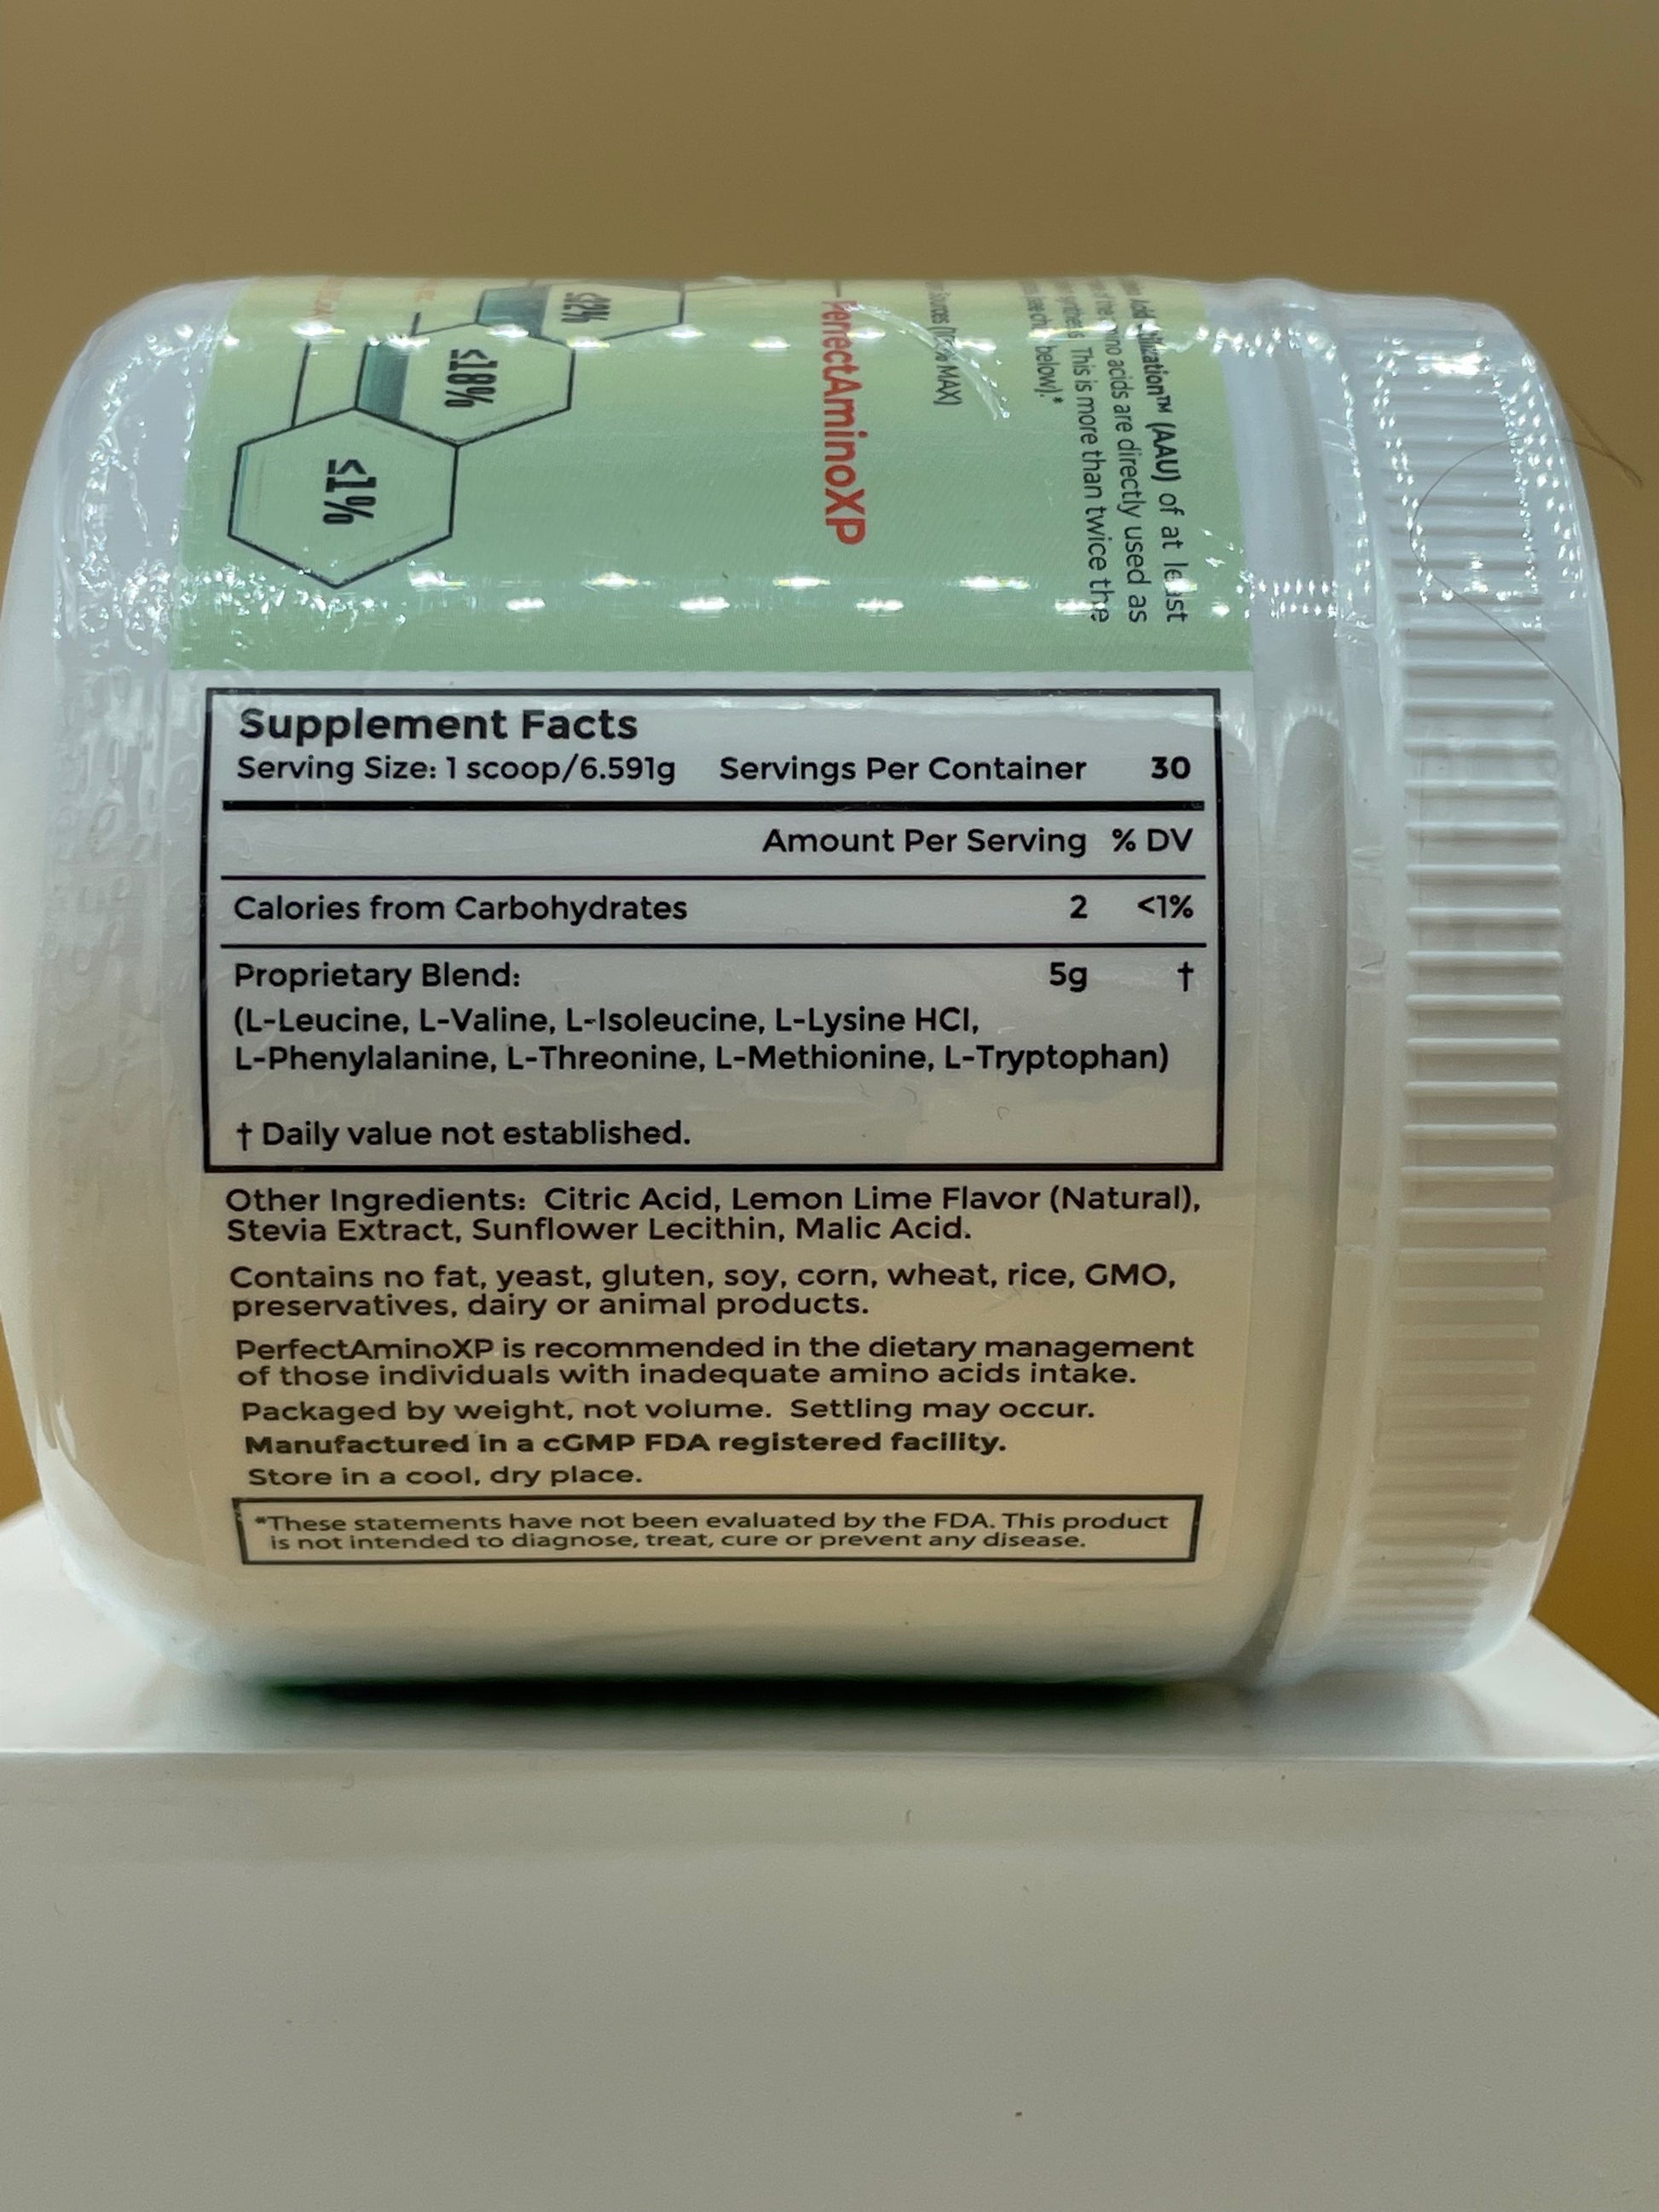 Supplement Facts
Serving Size: 1 scoop/6.591g Servings Per Container 30
Amount Per Serving % DV
Calories from Carbohydrates 2 <1%
Proprietary Blend: 5g †
(L-Leucine, L-Valine, L-Isoleucine, L-Lysine HCl,
L-Phenylalanine, L-Threonine, L-Methionine, L-Tryptophan)
† Daily value not established.
Other Ingredients: Citric Acid, Lemon Lime Flavor (Natural),
Stevia Extract, Sunflower Lecithin, Malic Acid.
Contains no fat, yeast, gluten, soy, corn, wheat, rice, GMO,
preservatives, dairy or animal products.
PerfectAminoXP is recommended in the dietary management
of those individuals with inadequate amino acids intake.
Packaged by weight, not volume. Settling may occur.
Manufactured in a cGMP FDA registered facility.
Store in a cool, dry place.
*These statements have not been evaluated by the FDA. This product
is not intended to diagnose, treat, cure or prevent any disease.
(AAU) of at least
acids are directly used as
This is more than twice the
below).*
MAX)
PerfectAminoXP
≤18%
≤1%